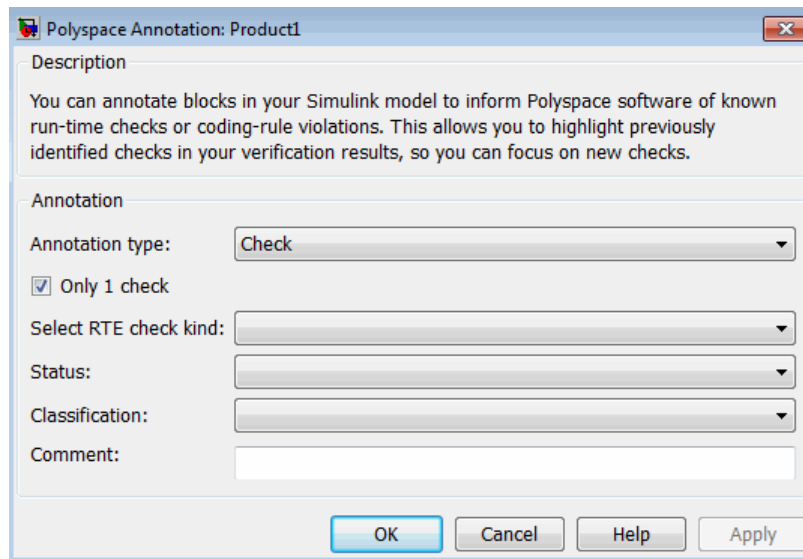 Polyspace Annotation: Product1
Description
You can annotate blocks in your Simulink model to inform Polyspace software of known
run-time checks or coding-rule violations. This allows you to highlight previously
identified checks in your verification results, so you can focus on new checks.
Annotation
Annotation type: Check
Only 1 check
Select RTE check kind:
Status:
Classification:
Comment:
OK Cancel Help Apply